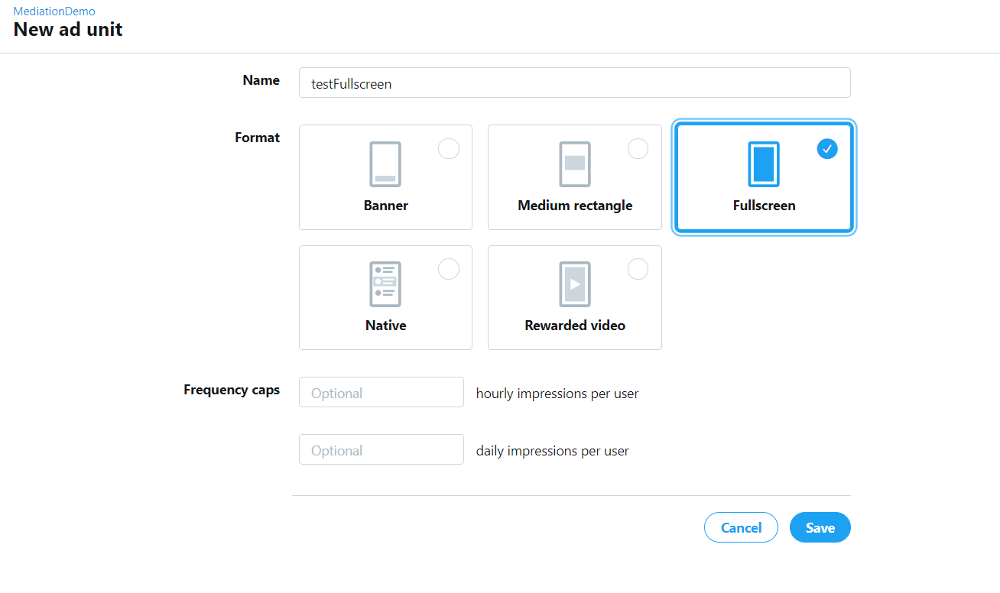 MediationDemo
New ad unit
Name
testFullscreen
Format
Banner
Medium rectangle
Fullscreen
Native
Rewarded video
Frequency caps
Optional
hourly impressions per user
Optional
daily impressions per user
Cancel
Save